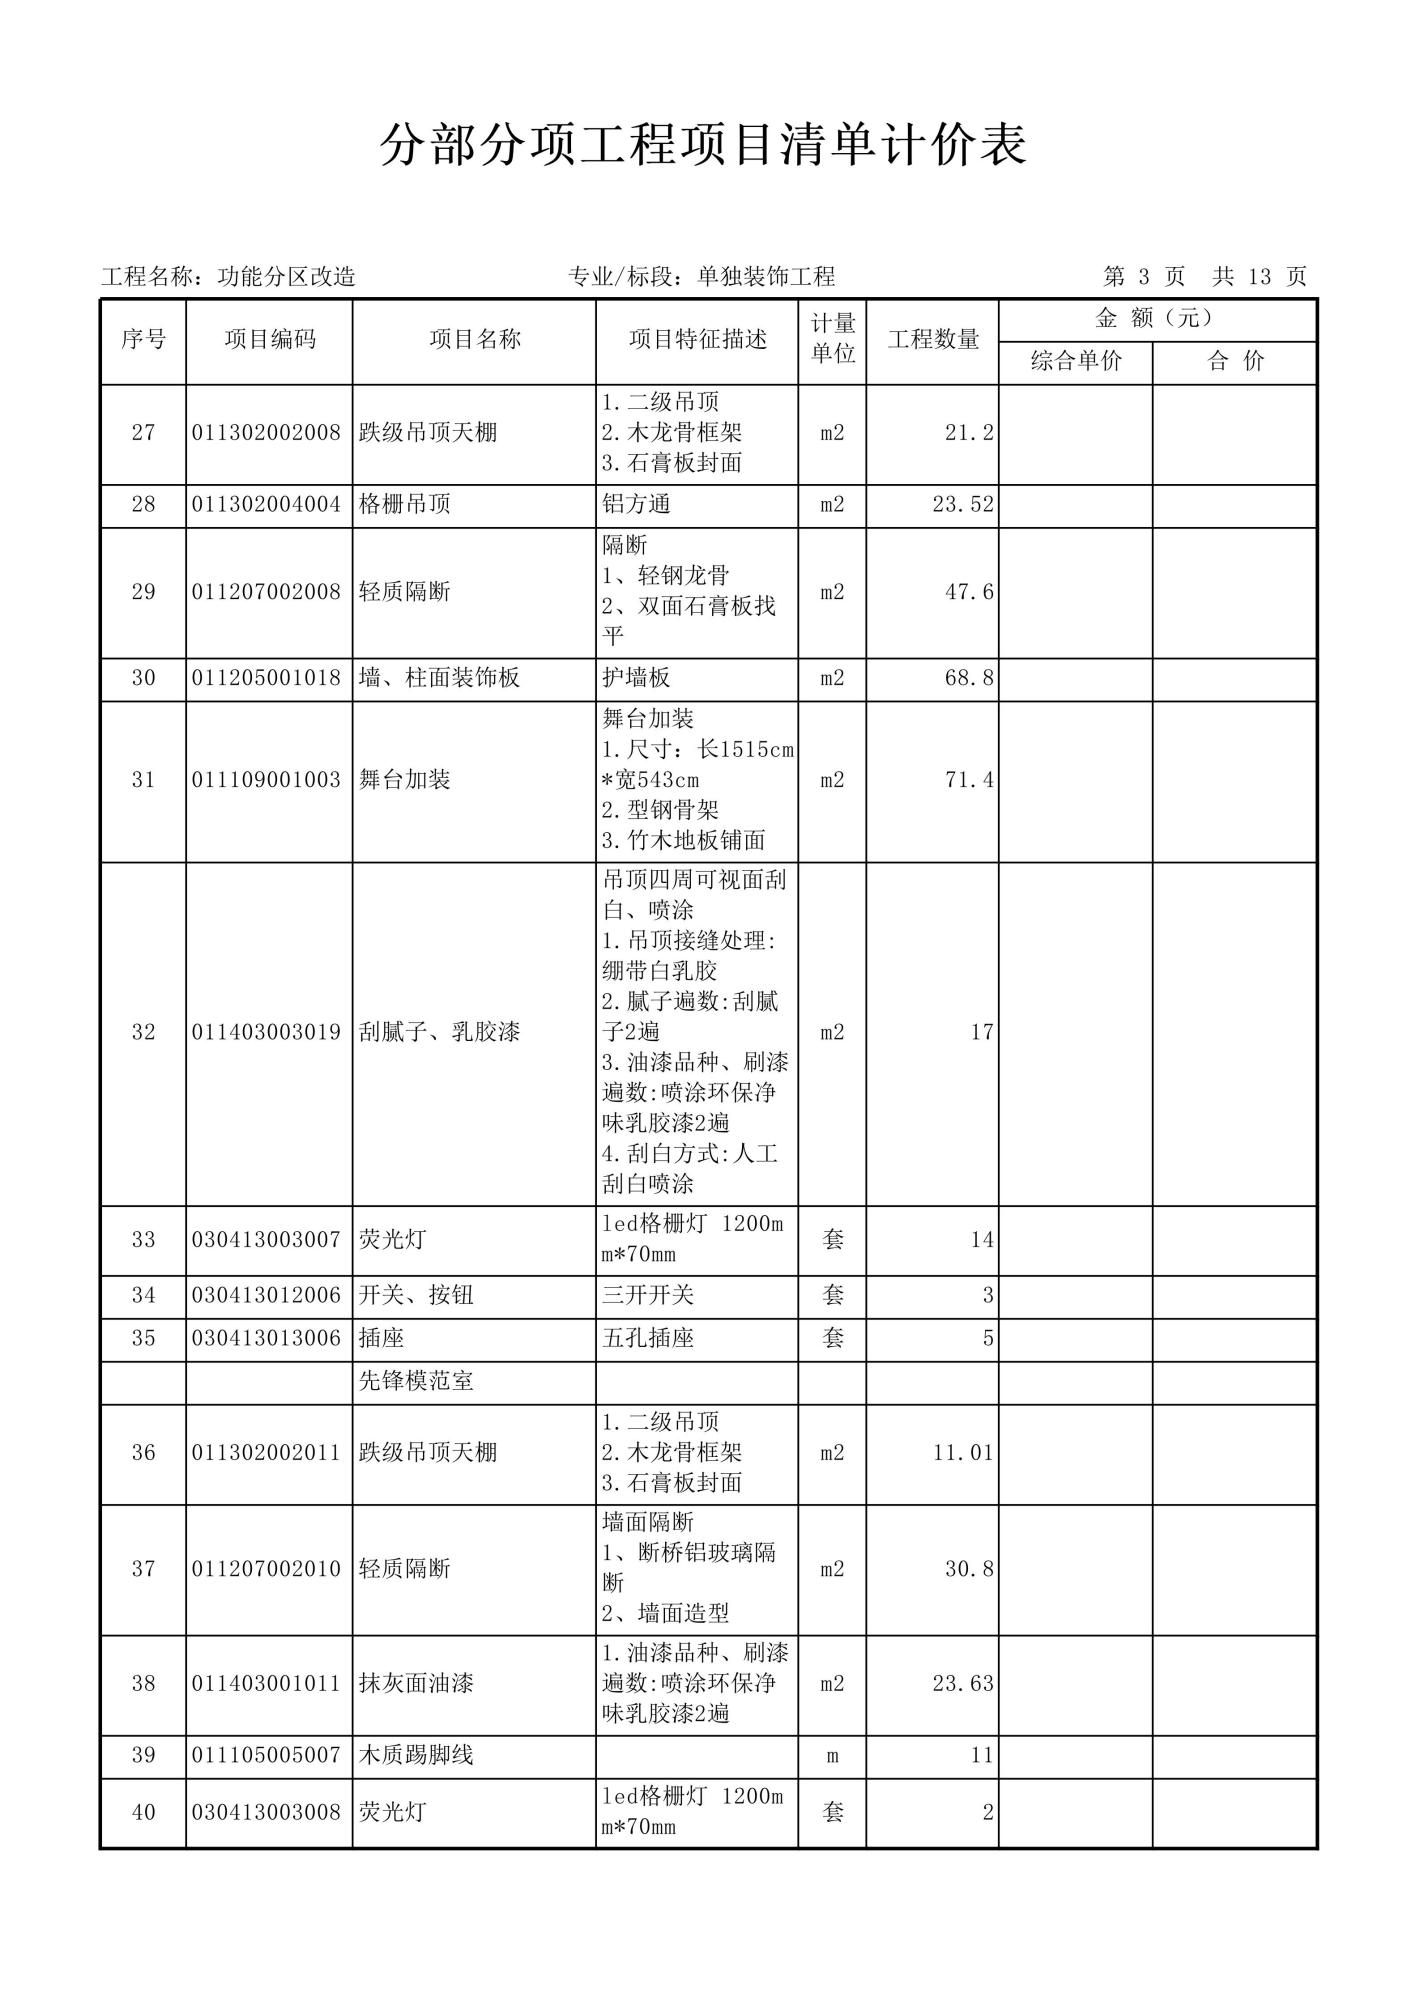 分部分项工程项目清单计价表
工程名称：功能分区改造 专业/标段：单独装饰工程 第 3 页 共 13 页
序号 项目编码 项目名称 项目特征描述 计量单位 工程数量 金 额（元）
综合单价 合 价
27 011302002008 跌级吊顶天棚 1.二级吊顶
2.木龙骨框架
3.石膏板封面 m2 21.2
28 011302004004 格栅吊顶 铝方通 m2 23.52
29 011207002008 轻质隔断 隔断
1、轻钢龙骨
2、双面石膏板找
平 m2 47.6
30 011205001018 墙、柱面装饰板 护墙板 m2 68.8
31 011109001003 舞台加装 舞台加装
1.尺寸：长1515cm
*宽543cm
2.型钢骨架
3.竹木地板铺面 m2 71.4
32 011403003019 刮腻子、乳胶漆 吊顶四周可视面刮
白、喷涂
1.吊顶接缝处理:
绷带白乳胶
2.腻子遍数:刮腻
子2遍
3.油漆品种、刷漆
遍数:喷涂环保净
味乳胶漆2遍
4.刮白方式:人工
刮白喷涂 m2 17
33 030413003007 荧光灯 led格栅灯 1200m
m*70mm 套 14
34 030413012006 开关、按钮 三开开关 套 3
35 030413013006 插座 五孔插座 套 5
先锋模范室
36 011302002011 跌级吊顶天棚 1.二级吊顶
2.木龙骨框架
3.石膏板封面 m2 11.01
37 011207002010 轻质隔断 墙面隔断
1、断桥铝玻璃隔
断
2、墙面造型 m2 30.8
38 011403001011 抹灰面油漆 1.油漆品种、刷漆
遍数:喷涂环保净
味乳胶漆2遍 m2 23.63
39 011105005007 木质踢脚线 m 11
40 030413003008 荧光灯 led格栅灯 1200m
m*70mm 套 2